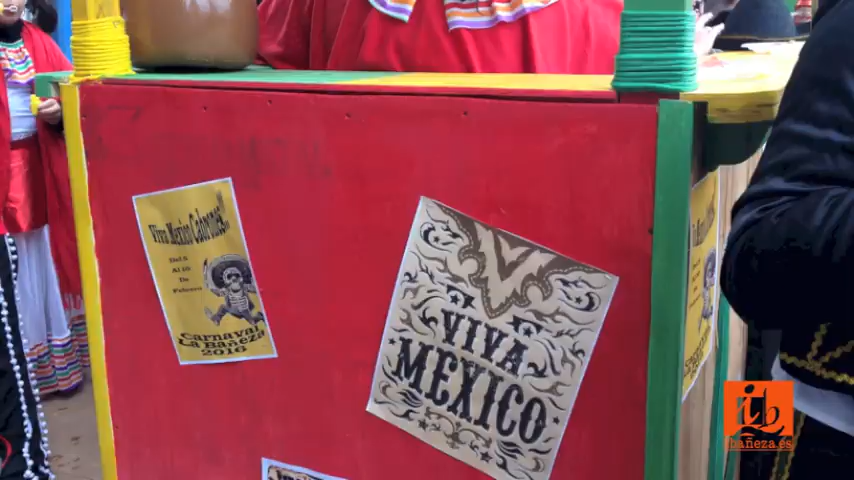 Viva Mexico Cabrones!!
Del 5
Al 10
De
Febrero
Carnaval
La Bañeza
2016
VIVA
MEXICO
ib
bañeza.es